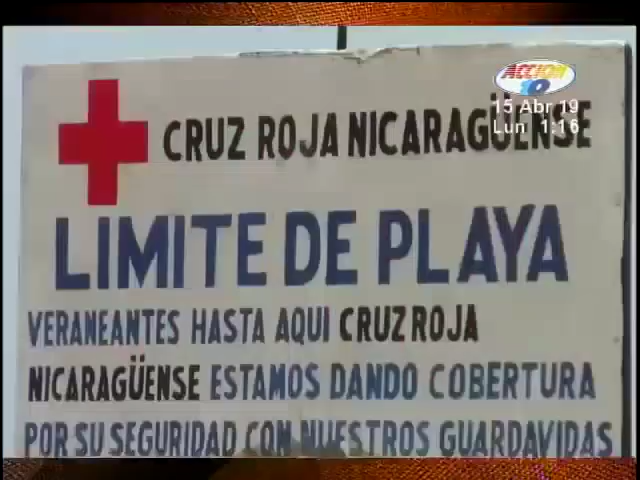 ACCION
10
15 Abr 19
Lun 1:16
CRUZ ROJA NICARAGÜENSE
LIMITE DE PLAYA
VERANEANTES HASTA AQUI CRUZ ROJA
NICARAGÜENSE ESTAMOS DANDO COBERTURA
POR SU SEGURIDAD CON NUESTROS GUARDAVIDAS